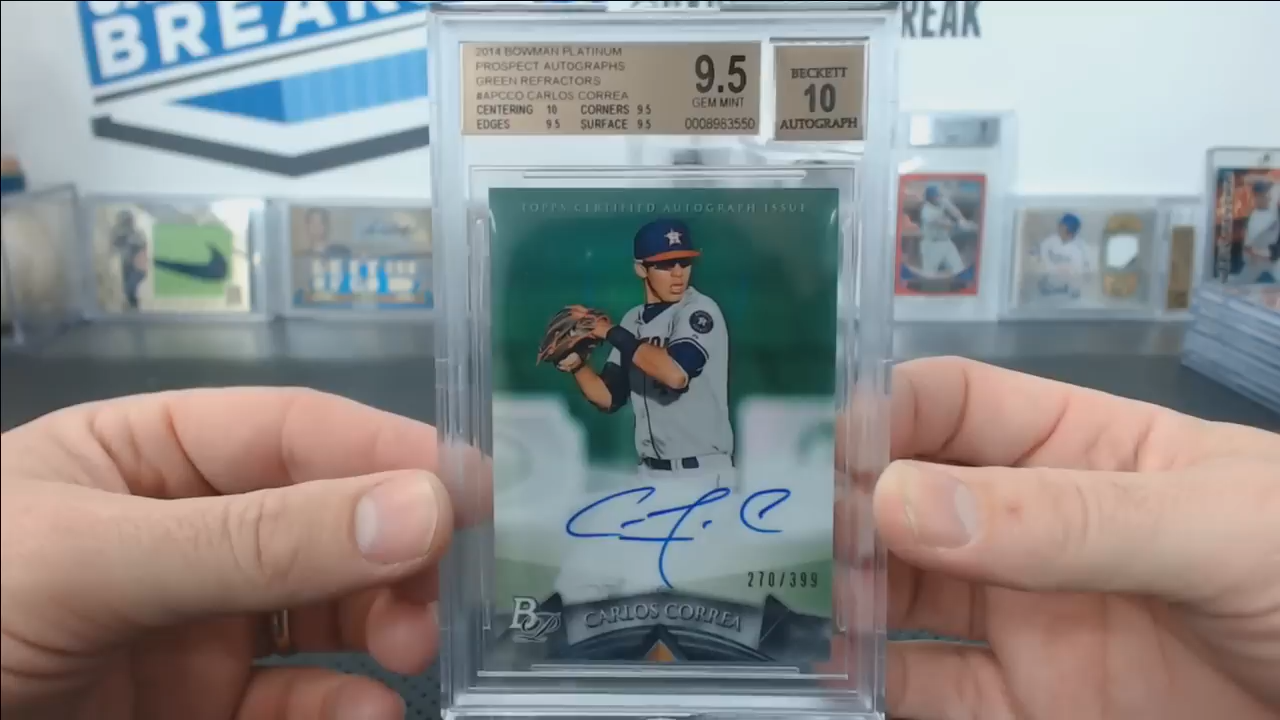 BREAK
REAK
2014 BOWMAN PLATINUM
PROSPECT AUTOGRAPHS
GREEN REFRACTORS
#APCCO CARLOS CORREA
CENTERING 10 CORNERS 9.5
EDGES 9.5 SURFACE 9.5
9.5
GEM MINT
0008983550
BECKETT
10
AUTOGRAPH
TOPPS CERTIFIED AUTOGRAPH ISSUE
270/399
BP
CARLOS CORREA